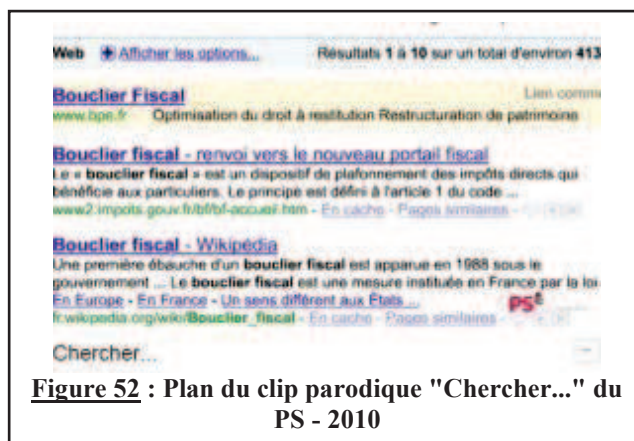 Web Afficher les options... Résultats 1 à 10 sur un total d'environ 413
Bouclier Fiscal Lien comme
www.bpe.fr Optimisation du droit à restitution Restructuration de patrimoine
Bouclier fiscal - renvoi vers le nouveau portail fiscal
Le « bouclier fiscal » est un dispositif de plafonnement des impôts directs qui
bénéficie aux particuliers. Le principe est défini à l'article 1 du code ...
www2.impots.gouv.fr/bf/bf-accueil.htm - En cache - Pages similaires -
Bouclier fiscal - Wikipédia
Une première ébauche d'un bouclier fiscal est apparue en 1988 sous le
gouvernement ... Le bouclier fiscal est une mesure instituée en France par la loi
En Europe - En France - Un sens différent aux États ...
PS
fr.wikipedia.org/wiki/Bouclier_fiscal - En cache - Pages similaires -
Chercher...
Figure 52 : Plan du clip parodique "Chercher..." du
PS - 2010